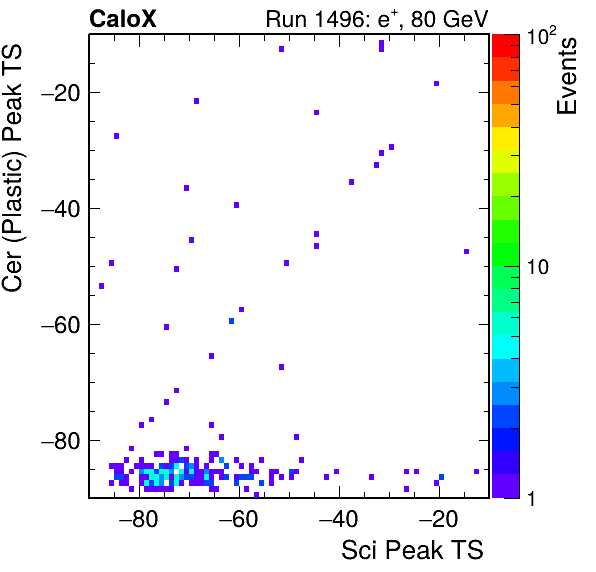 CaloX Run 1496: e⁺, 80 GeV
Cer (Plastic) Peak TS
−20
−40
−60
−80
−80 −60 −40 −20
Sci Peak TS
10²
10
1
Events